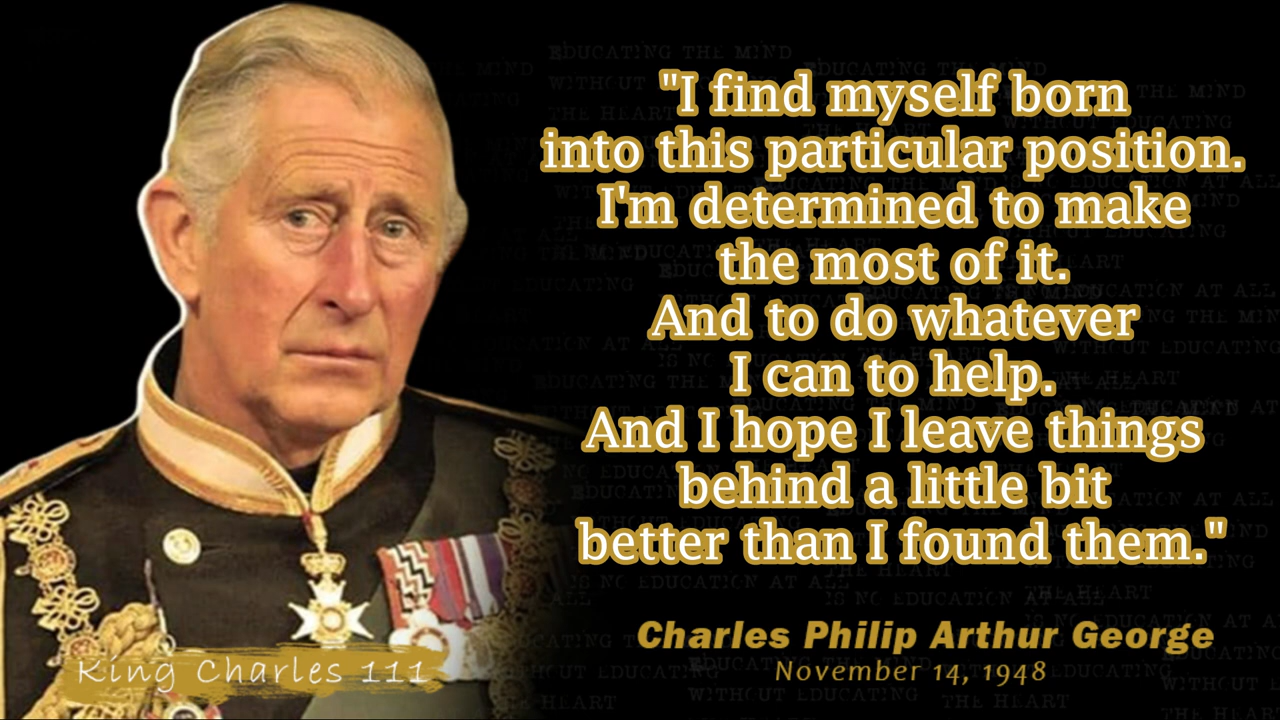 "I find myself born
into this particular position.
I'm determined to make
the most of it.
And to do whatever
I can to help.
And I hope I leave things
behind a little bit
better than I found them."
Charles Philip Arthur George
November 14, 1948
King Charles 111